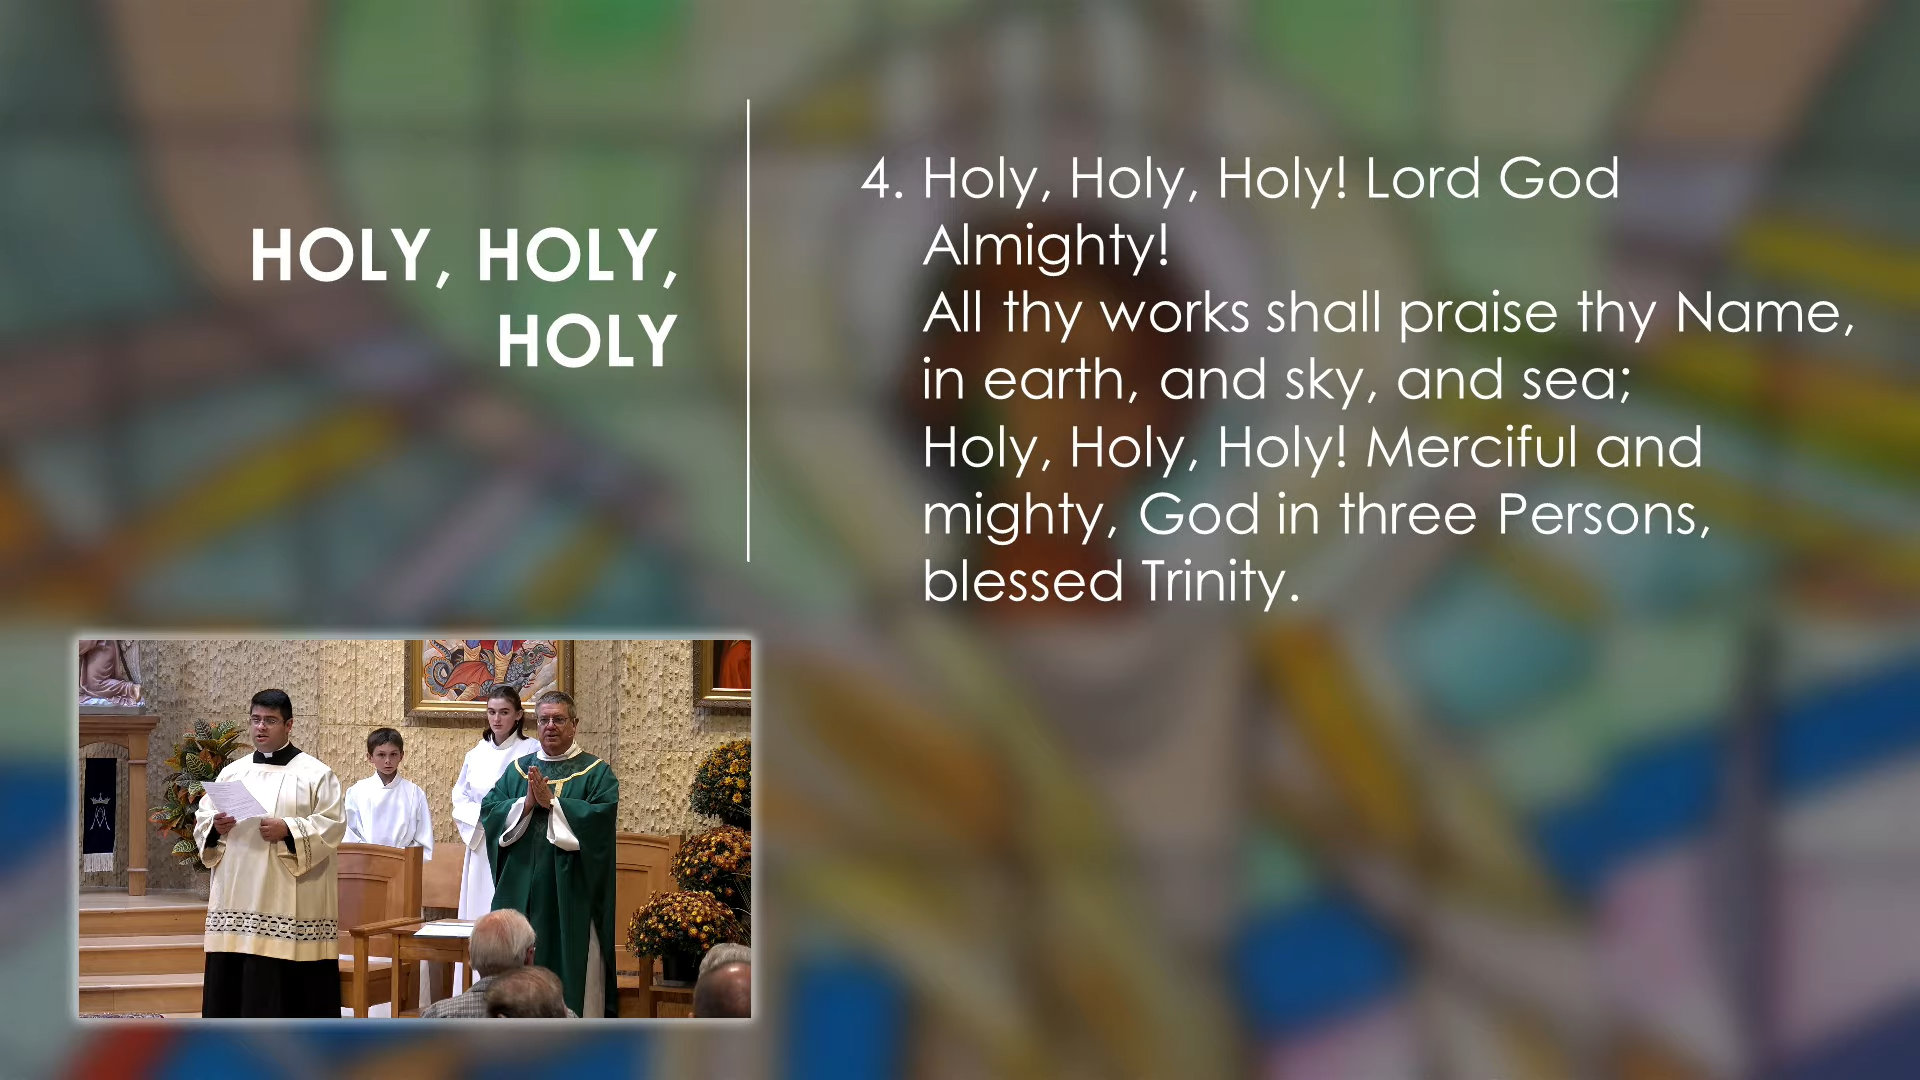 HOLY, HOLY,
HOLY
4. Holy, Holy, Holy! Lord God
Almighty!
All thy works shall praise thy Name,
in earth, and sky, and sea;
Holy, Holy, Holy! Merciful and
mighty, God in three Persons,
blessed Trinity.